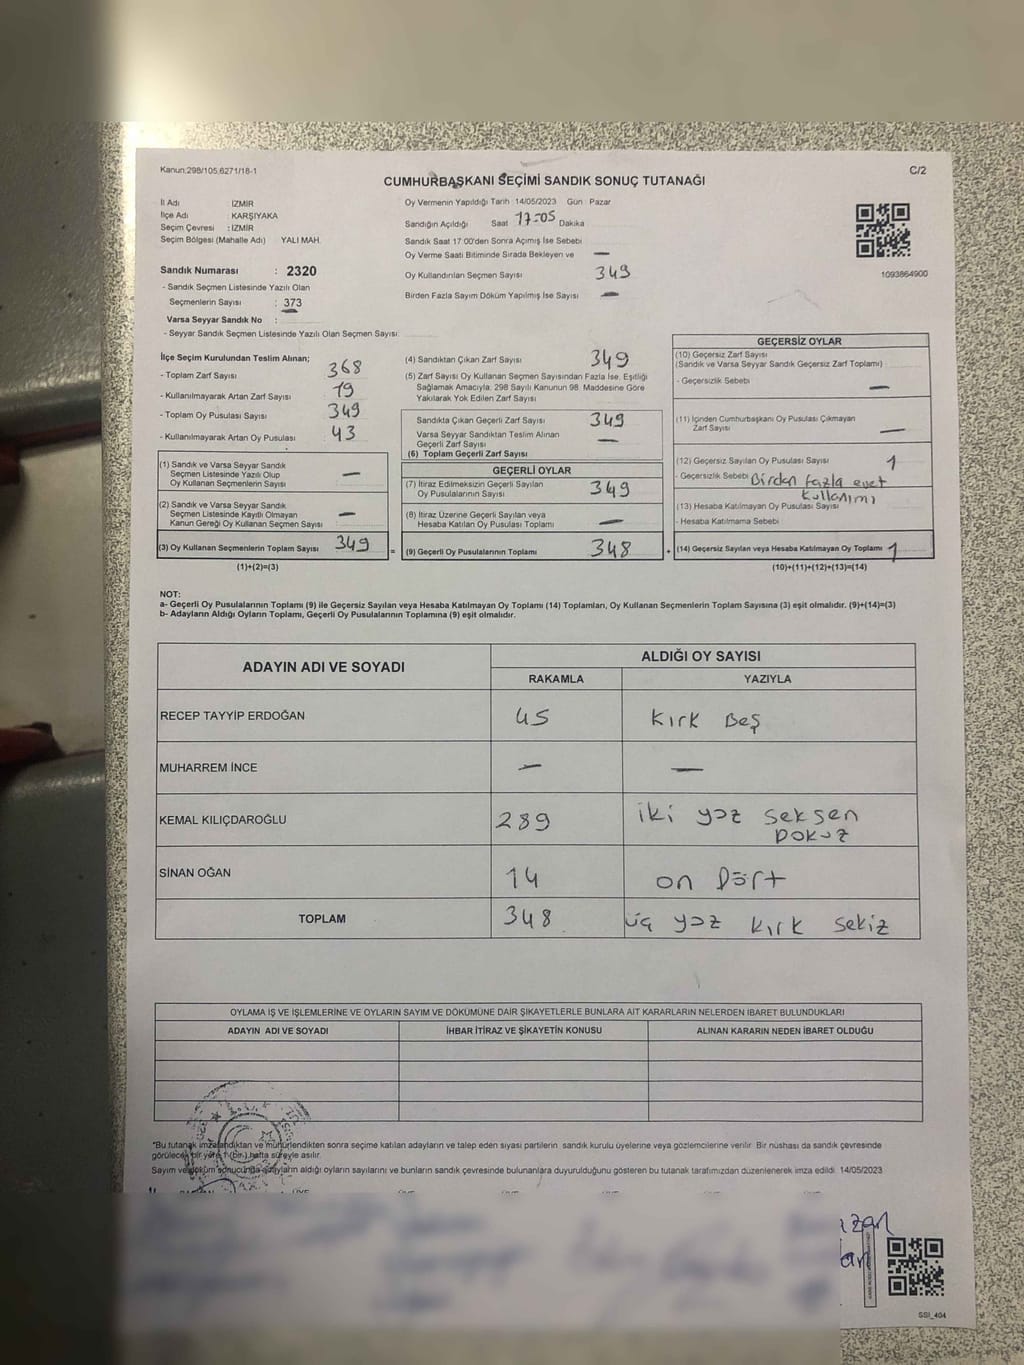 Kanun:298/105,6271/18-1
C/2
CUMHURBAŞKANI SEÇİMİ SANDIK SONUÇ TUTANAĞI
İl Adı : İZMİR
İlçe Adı : KARŞIYAKA
Seçim Çevresi : İZMİR
Seçim Bölgesi (Mahalle Adı) YALI MAH.
Oy Vermenin Yapıldığı Tarih 14/05/2023 Gün : Pazar
Sandığın Açıldığı Saat 17-05 Dakika
Sandık Saat 17:00'den Sonra Açımış İse Sebebi
Oy Verme Saati Bitiminde Sırada Bekleyen ve —
Oy Kullandırılan Seçmen Sayısı 349
Birden Fazla Sayım Döküm Yapılmış İse Sayısı —
1093864900
Sandık Numarası : 2320
- Sandık Seçmen Listesinde Yazılı Olan
Seçmenlerin Sayısı : 373
Varsa Seyyar Sandık No :
- Seyyar Sandık Seçmen Listesinde Yazılı Olan Seçmen Sayısı:
İlçe Seçim Kurulundan Teslim Alınan;
- Toplam Zarf Sayısı 368
- Kullanılmayarak Artan Zarf Sayısı 19
- Toplam Oy Pusulası Sayısı 349
- Kullanılmayarak Artan Oy Pusulası 43
(1) Sandık ve Varsa Seyyar Sandık
Seçmen Listesinde Yazılı Olup
Oy Kullanan Seçmenlerin Sayısı —
(2) Sandık ve Varsa Seyyar Sandık
Seçmen Listesinde Kayıtlı Olmayan
Kanun Gereği Oy Kullanan Seçmen Sayısı —
(3) Oy Kullanan Seçmenlerin Toplam Sayısı 349
(1)+(2)=(3)
(4) Sandıktan Çıkan Zarf Sayısı 349
(5) Zarf Sayısı Oy Kullanan Seçmen Sayısından Fazla İse, Eşitliği
Sağlamak Amacıyla, 298 Sayılı Kanunun 98. Maddesine Göre
Yakılarak Yok Edilen Zarf Sayısı
Sandıkta Çıkan Geçerli Zarf Sayısı 349
Varsa Seyyar Sandıktan Teslim Alınan
Geçerli Zarf Sayısı —
(6) Toplam Geçerli Zarf Sayısı
GEÇERLİ OYLAR
(7) İtiraz Edilmeksizin Geçerli Sayılan
Oy Pusulalarının Sayısı 349
(8) İtiraz Üzerine Geçerli Sayılan veya
Hesaba Katılan Oy Pusulası Toplamı —
= (9) Geçerli Oy Pusulalarının Toplamı 348
GEÇERSİZ OYLAR
(10) Geçersiz Zarf Sayısı
(Sandık ve Varsa Seyyar Sandık Geçersiz Zarf Toplamı)
- Geçersizlik Sebebi —
(11) İçinden Cumhurbaşkanı Oy Pusulası Çıkmayan
Zarf Sayısı —
(12) Geçersiz Sayılan Oy Pusulası Sayısı 1
- Geçersizlik Sebebi Birden fazla evet
kullanımı
(13) Hesaba Katılmayan Oy Pusulası Sayısı
- Hesaba Katılmama Sebebi
+ (14) Geçersiz Sayılan veya Hesaba Katılmayan Oy Toplamı 1
(10)+(11)+(12)+(13)=(14)
NOT:
a- Geçerli Oy Pusulalarının Toplamı (9) ile Geçersiz Sayılan veya Hesaba Katılmayan Oy Toplamı (14) Toplamları, Oy Kullanan Seçmenlerin Toplam Sayısına (3) eşit olmalıdır. (9)+(14)=(3)
b- Adayların Aldığı Oyların Toplamı, Geçerli Oy Pusulalarının Toplamına (9) eşit olmalıdır.
ADAYIN ADI VE SOYADI
ALDIĞI OY SAYISI
RAKAMLA YAZIYLA
RECEP TAYYİP ERDOĞAN 45 Kırk Beş
MUHARREM İNCE — —
KEMAL KILIÇDAROĞLU 289 iki yüz seksen
Dokuz
SİNAN OĞAN 14 on Dört
TOPLAM 348 üç yüz kırk sekiz
OYLAMA İŞ VE İŞLEMLERİNE VE OYLARIN SAYIM VE DÖKÜMÜNE DAİR ŞİKAYETLERLE BUNLARA AİT KARARLARIN NELERDEN İBARET BULUNDUKLARI
ADAYIN ADI VE SOYADI İHBAR İTİRAZ VE ŞİKAYETİN KONUSU ALINAN KARARIN NEDEN İBARET OLDUĞU
"Bu tutanak imzalandıktan ve mühürlendikten sonra seçime katılan adayların ve talep eden siyasi partilerin sandık kurulu üyelerine veya gözlemcilerine verilir. Bir nüshası da sandık çevresinde
görülecek bir yere 1 (bir) hafta süreyle asılır.
Sayım ve döküm sonucunda adayların aldığı oyların sayılarını ve bunların sandık çevresinde bulunanlara duyurulduğunu gösteren bu tutanak tarafımızdan düzenlenerek imza edildi. 14/05/2023
SSI_404